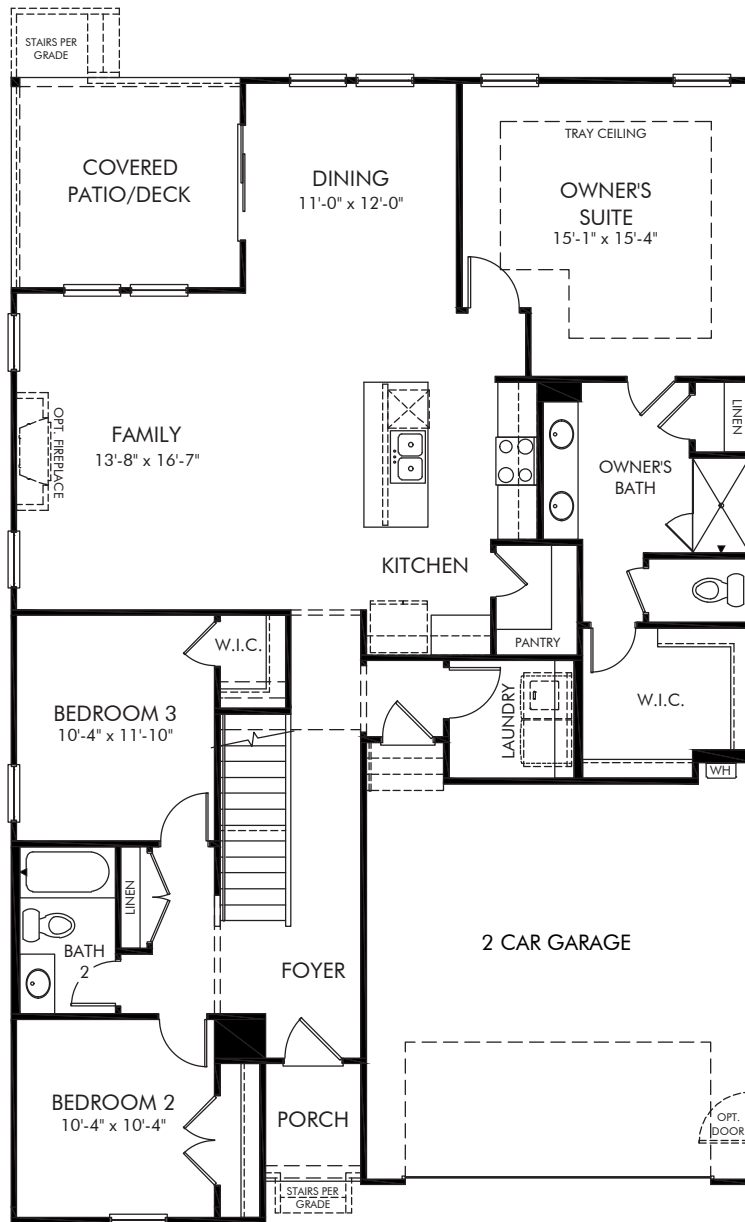 STAIRS PER
GRADE
COVERED
PATIO/DECK
DINING
11'-0" x 12'-0"
TRAY CEILING
OWNER'S
SUITE
15'-1" x 15'-4"
FAMILY
13'-8" x 16'-7"
OPT. FIREPLACE
LINEN
OWNER'S
BATH
KITCHEN
PANTRY
W.I.C.
BEDROOM 3
10'-4" x 11'-10"
LAUNDRY
W.I.C.
WH
LINEN
BATH
2
FOYER
2 CAR GARAGE
BEDROOM 2
10'-4" x 10'-4"
PORCH
OPT.
DOOR
STAIRS PER
GRADE